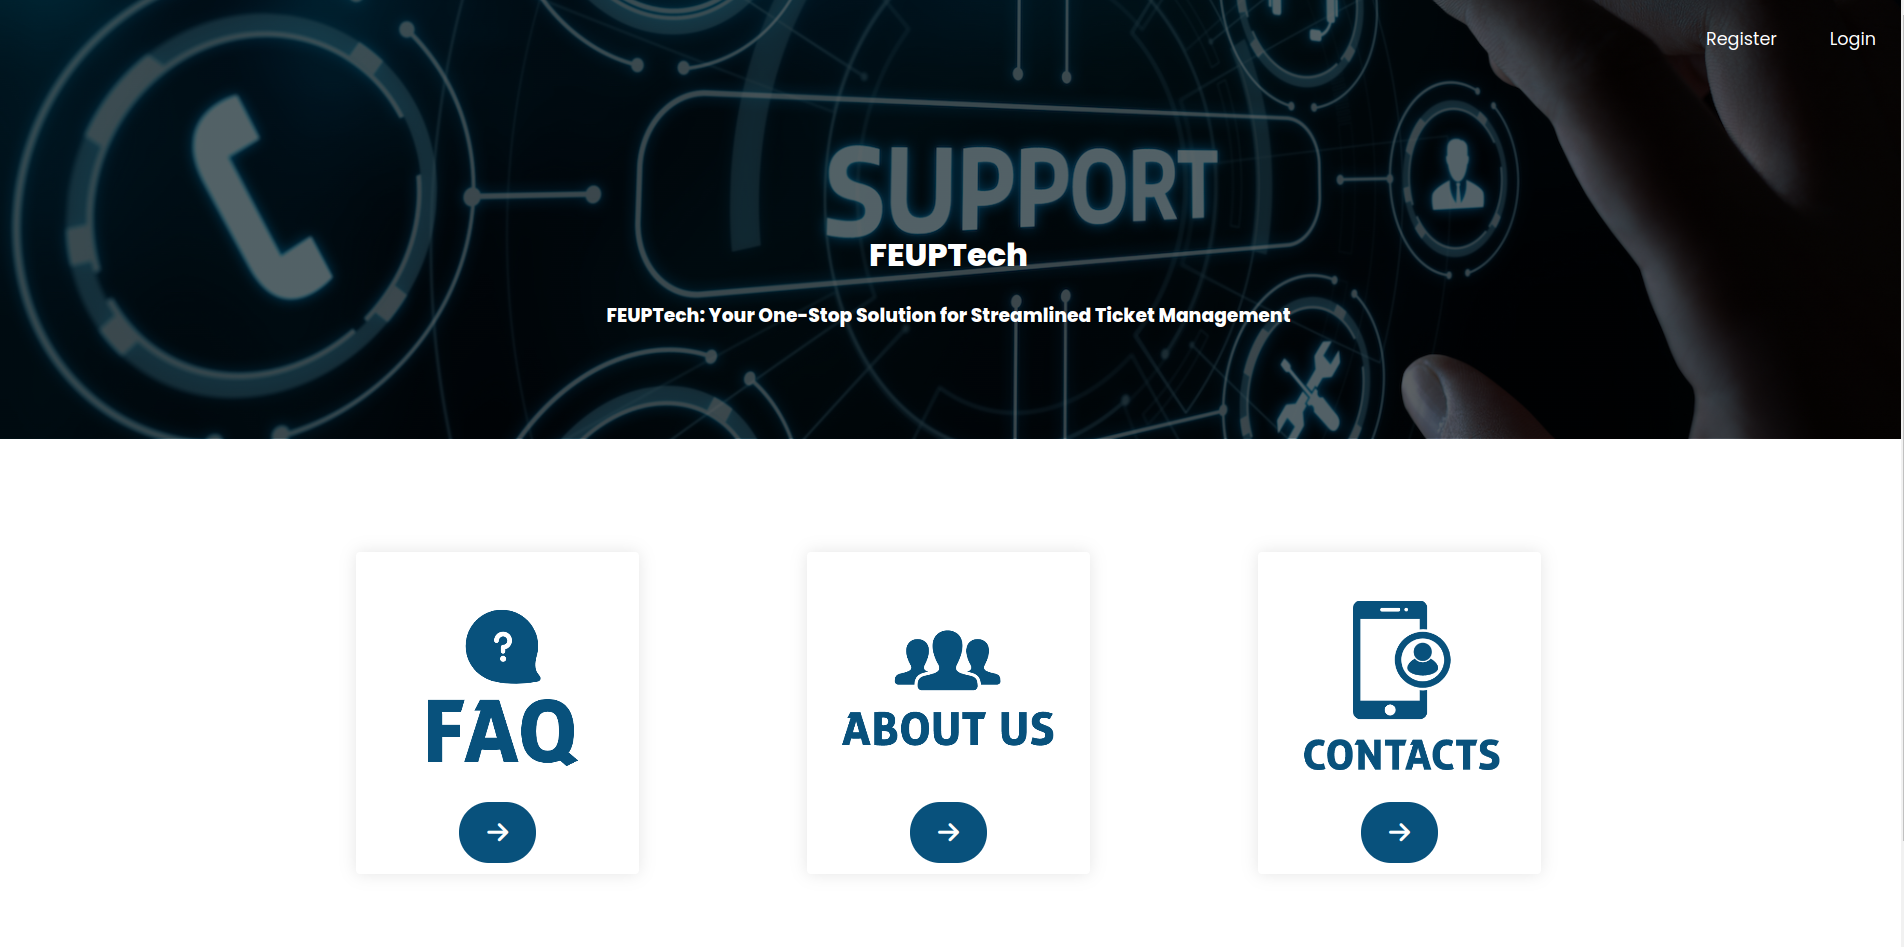 Register Login
SUPPORT
FEUPTech
FEUPTech: Your One-Stop Solution for Streamlined Ticket Management
?
FAQ
ABOUT US
CONTACTS